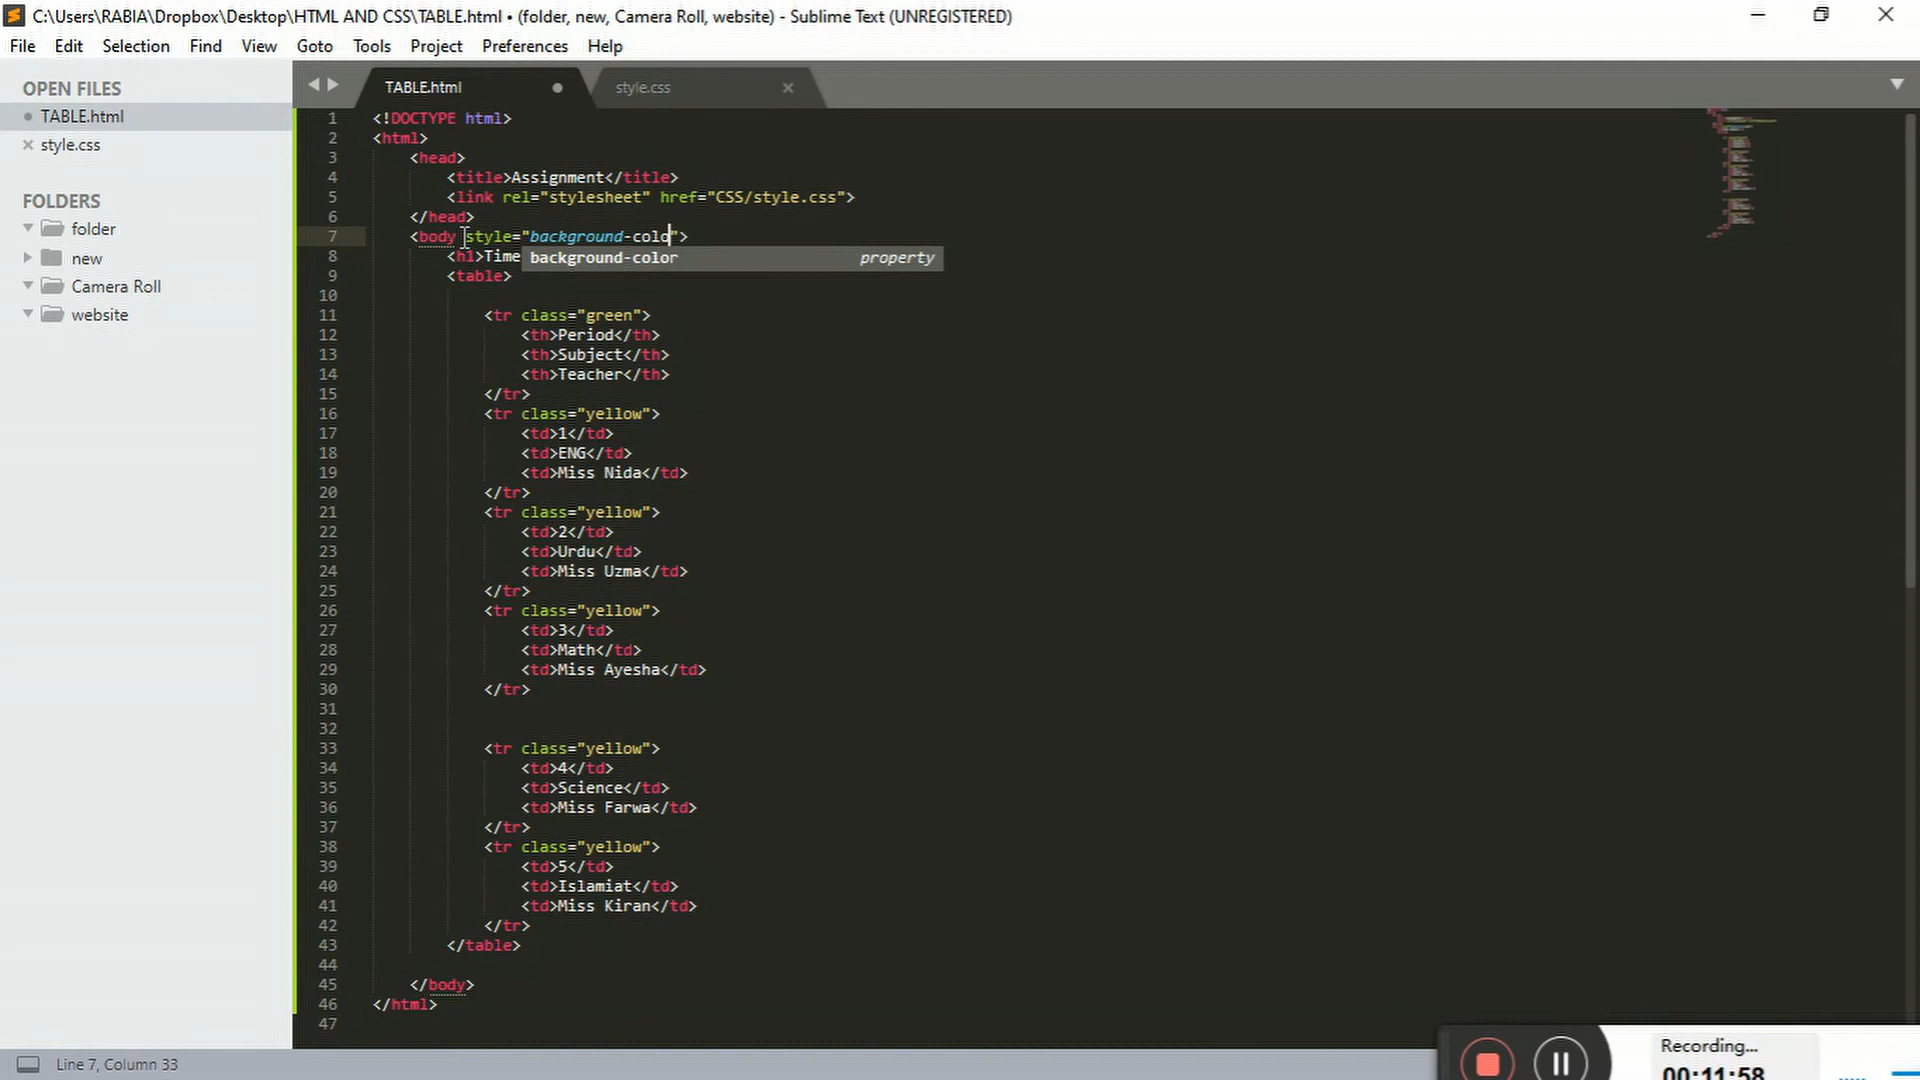 C:\Users\RABIA\Dropbox\Desktop\HTML AND CSS\TABLE.html • (folder, new, Camera Roll, website) - Sublime Text (UNREGISTERED)
File Edit Selection Find View Goto Tools Project Preferences Help
OPEN FILES
TABLE.html
style.css
FOLDERS
folder
new
Camera Roll
website
TABLE.html style.css
1 <!DOCTYPE html>
2 <html>
3 <head>
4 <title>Assignment</title>
5 <link rel="stylesheet" href="CSS/style.css">
6 </head>
7 <body style="background-colo">
8 <h1>Time
background-color property
9 <table>
10
11 <tr class="green">
12 <th>Period</th>
13 <th>Subject</th>
14 <th>Teacher</th>
15 </tr>
16 <tr class="yellow">
17 <td>1</td>
18 <td>ENG</td>
19 <td>Miss Nida</td>
20 </tr>
21 <tr class="yellow">
22 <td>2</td>
23 <td>Urdu</td>
24 <td>Miss Uzma</td>
25 </tr>
26 <tr class="yellow">
27 <td>3</td>
28 <td>Math</td>
29 <td>Miss Ayesha</td>
30 </tr>
31
32
33 <tr class="yellow">
34 <td>4</td>
35 <td>Science</td>
36 <td>Miss Farwa</td>
37 </tr>
38 <tr class="yellow">
39 <td>5</td>
40 <td>Islamiat</td>
41 <td>Miss Kiran</td>
42 </tr>
43 </table>
44
45 </body>
46 </html>
47
Line 7, Column 33
Recording...
00:11:58